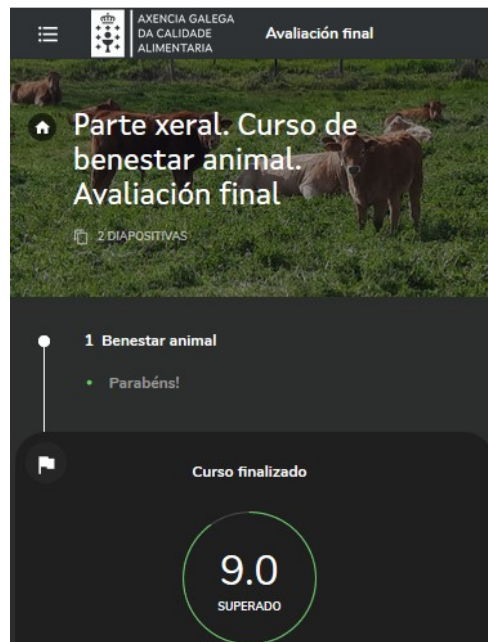 AXENCIA GALEGA
DA CALIDADE
ALIMENTARIA
Avaliación final
Parte xeral. Curso de
benestar animal.
Avaliación final
2 DIAPOSITIVAS
1 Benestar animal
• Parabéns!
Curso finalizado
9.0
SUPERADO